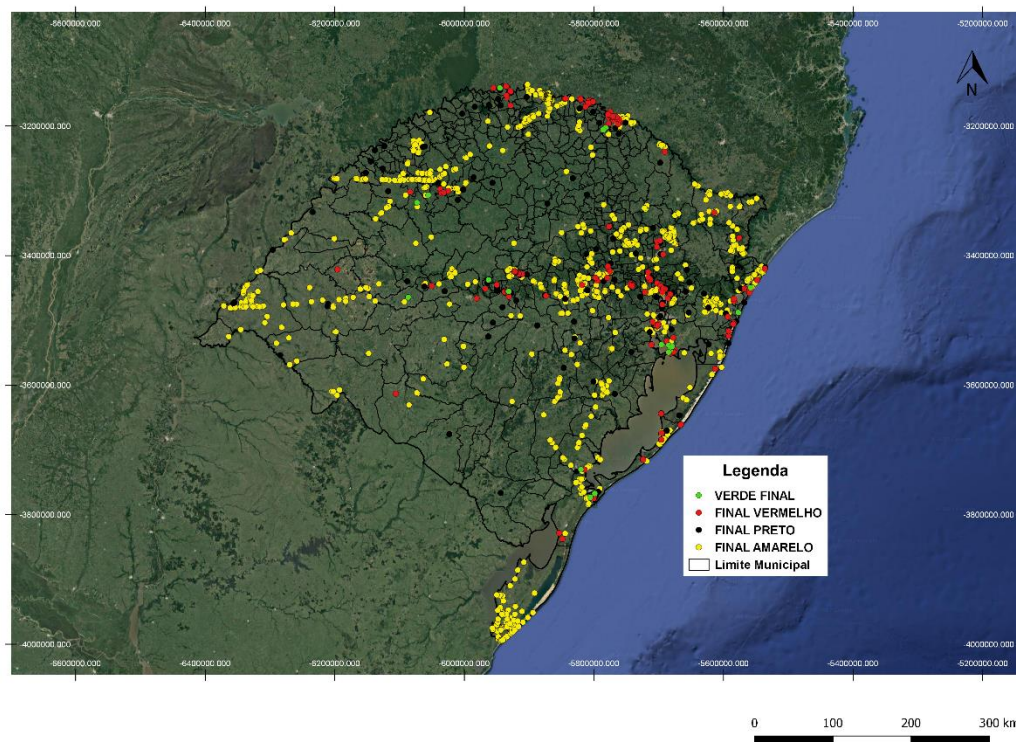 -6600000.000 -6400000.000 -6200000.000 -6000000.000 -5800000.000 -5600000.000 -5400000.000 -5200000.000
N
-3200000.000 -3200000.000
-3400000.000 -3400000.000
-3600000.000 -3600000.000
Legenda
VERDE FINAL
FINAL VERMELHO
FINAL PRETO
FINAL AMARELO
Limite Municipal
-3800000.000 -3800000.000
-4000000.000 -4000000.000
-6600000.000 -6400000.000 -6200000.000 -6000000.000 -5800000.000 -5600000.000 -5400000.000 -5200000.000
0 100 200 300 km